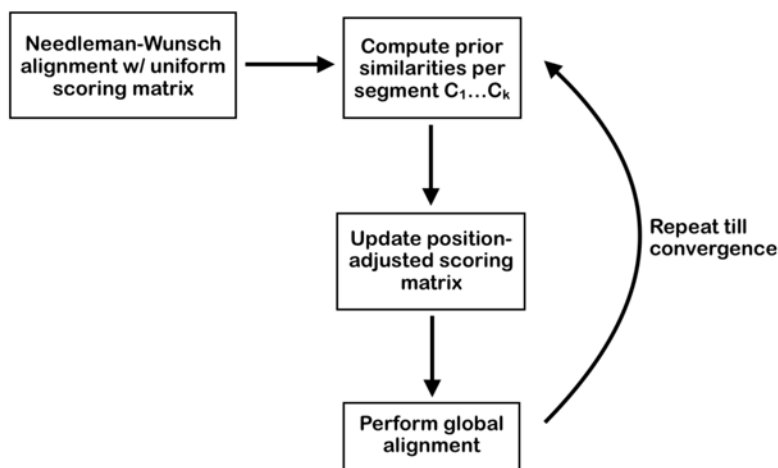 Needleman-Wunsch
alignment w/ uniform
scoring matrix
Compute prior
similarities per
segment C₁...Cₖ
Update position-
adjusted scoring
matrix
Repeat till
convergence
Perform global
alignment